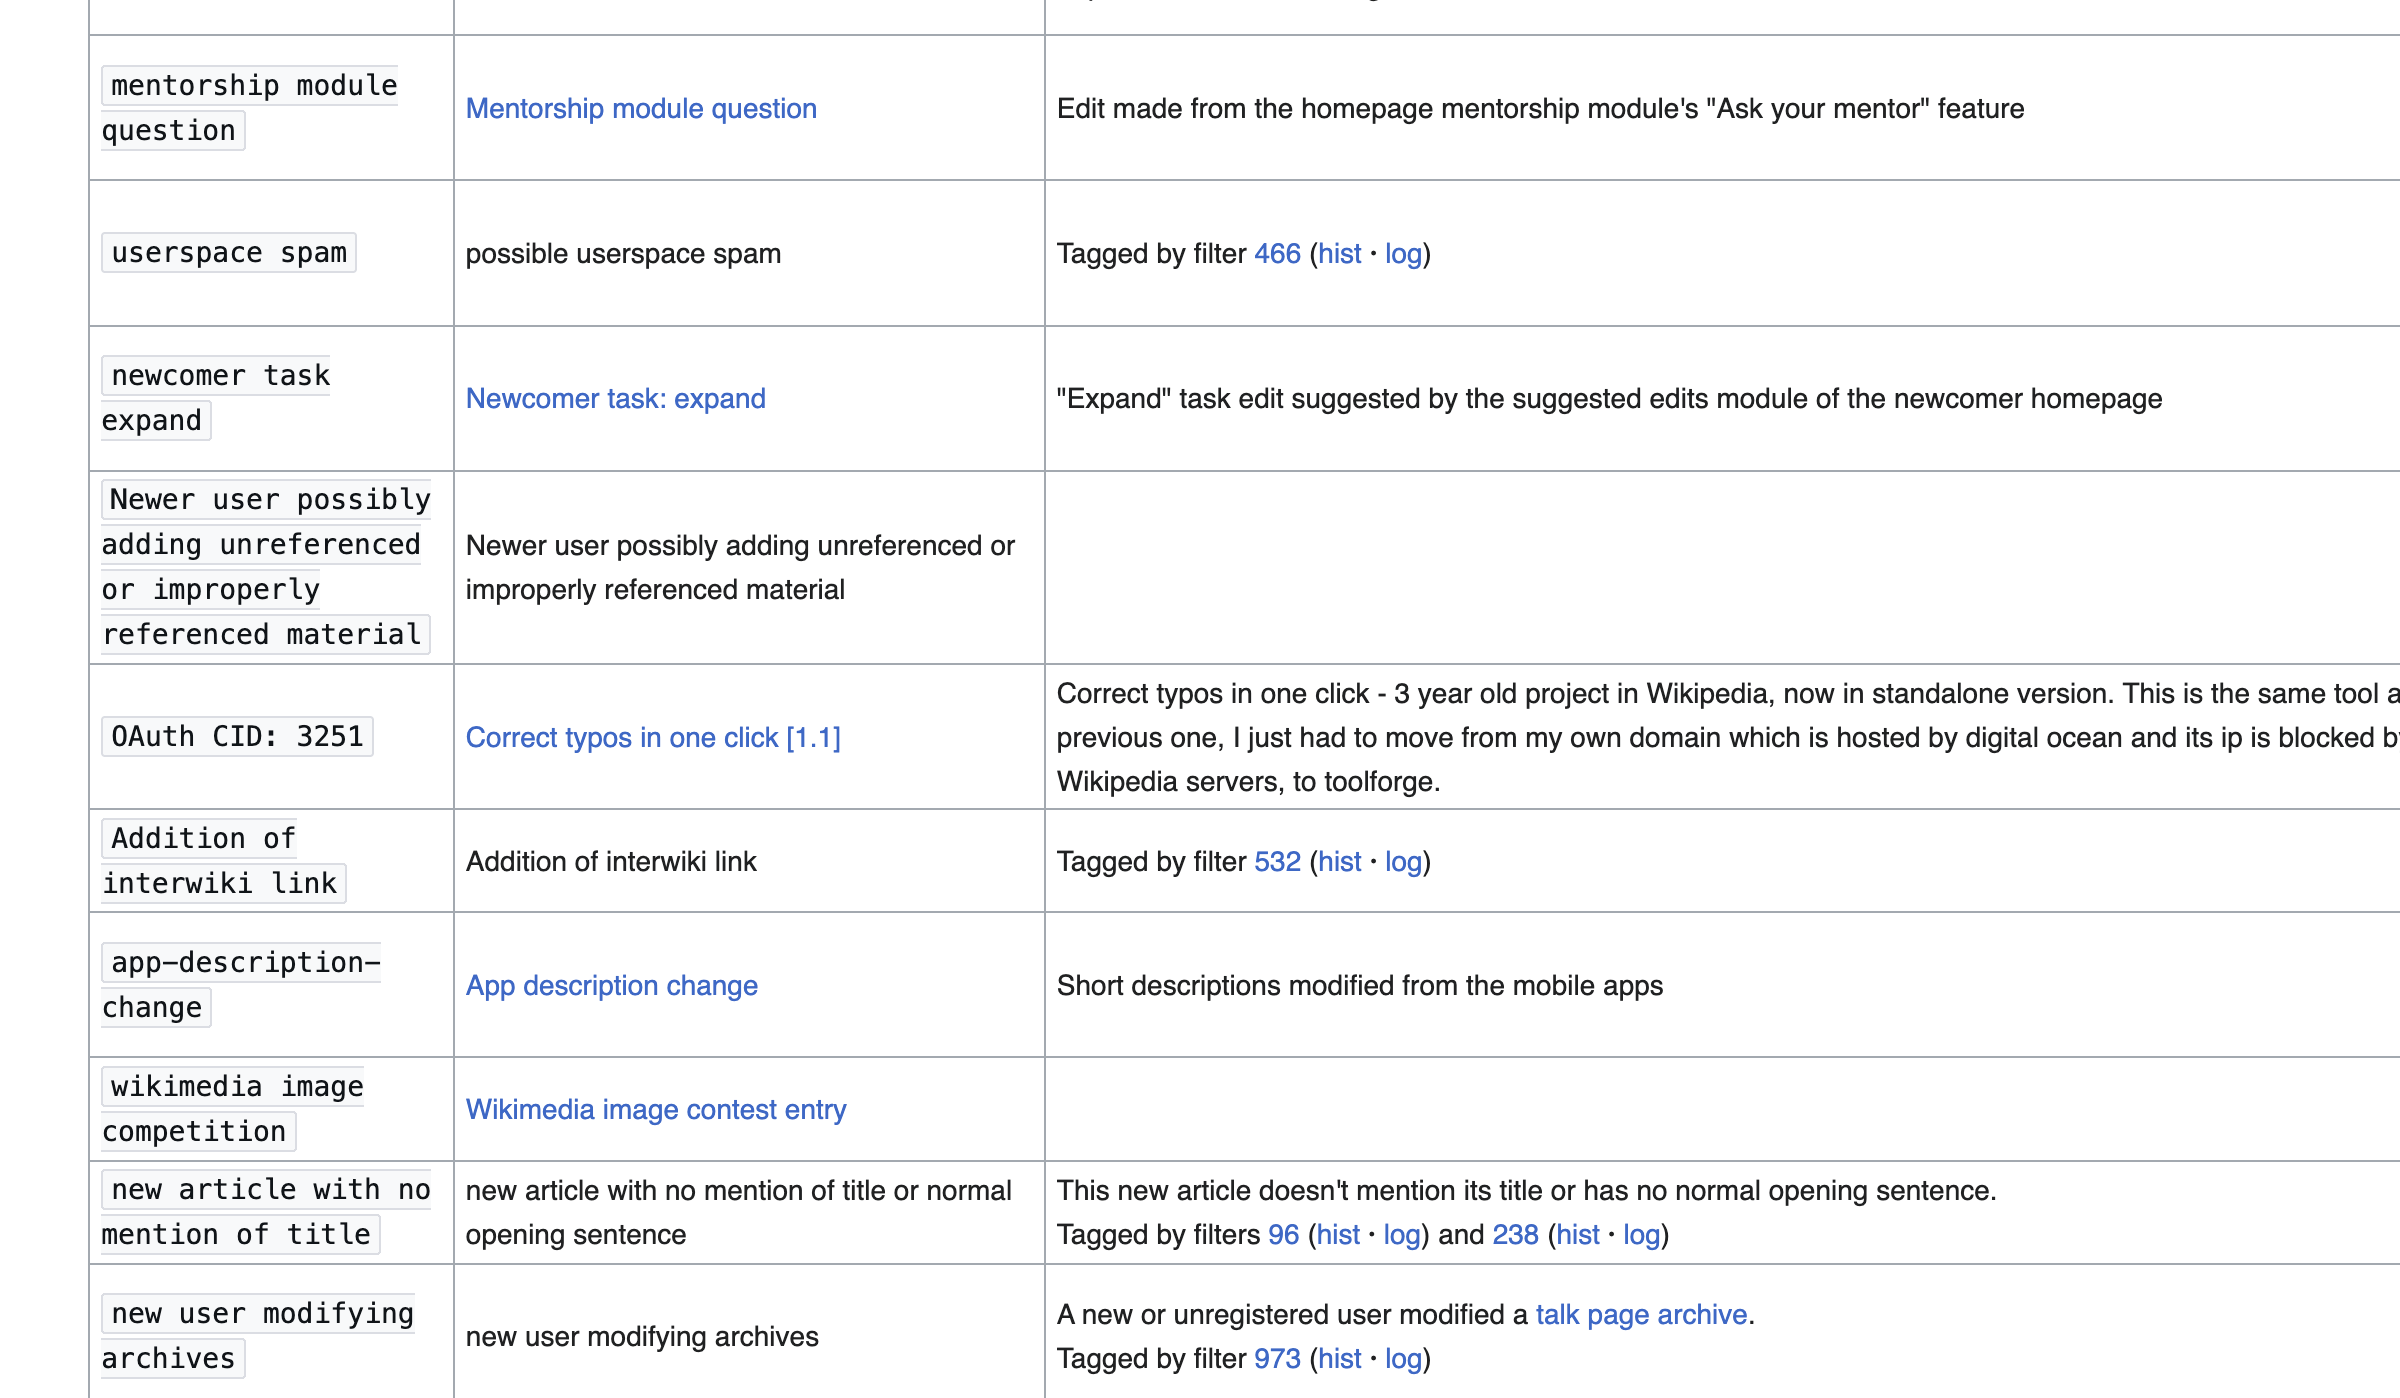 mentorship module
question
Mentorship module question
Edit made from the homepage mentorship module's "Ask your mentor" feature
userspace spam
possible userspace spam
Tagged by filter 466 (hist · log)
newcomer task
expand
Newcomer task: expand
"Expand" task edit suggested by the suggested edits module of the newcomer homepage
Newer user possibly
adding unreferenced
or improperly
referenced material
Newer user possibly adding unreferenced or
improperly referenced material
OAuth CID: 3251
Correct typos in one click [1.1]
Correct typos in one click - 3 year old project in Wikipedia, now in standalone version. This is the same tool
previous one, I just had to move from my own domain which is hosted by digital ocean and its ip is blocked
Wikipedia servers, to toolforge.
Addition of
interwiki link
Addition of interwiki link
Tagged by filter 532 (hist · log)
app-description-
change
App description change
Short descriptions modified from the mobile apps
wikimedia image
competition
Wikimedia image contest entry
new article with no
mention of title
new article with no mention of title or normal
opening sentence
This new article doesn't mention its title or has no normal opening sentence.
Tagged by filters 96 (hist · log) and 238 (hist · log)
new user modifying
archives
new user modifying archives
A new or unregistered user modified a talk page archive.
Tagged by filter 973 (hist · log)